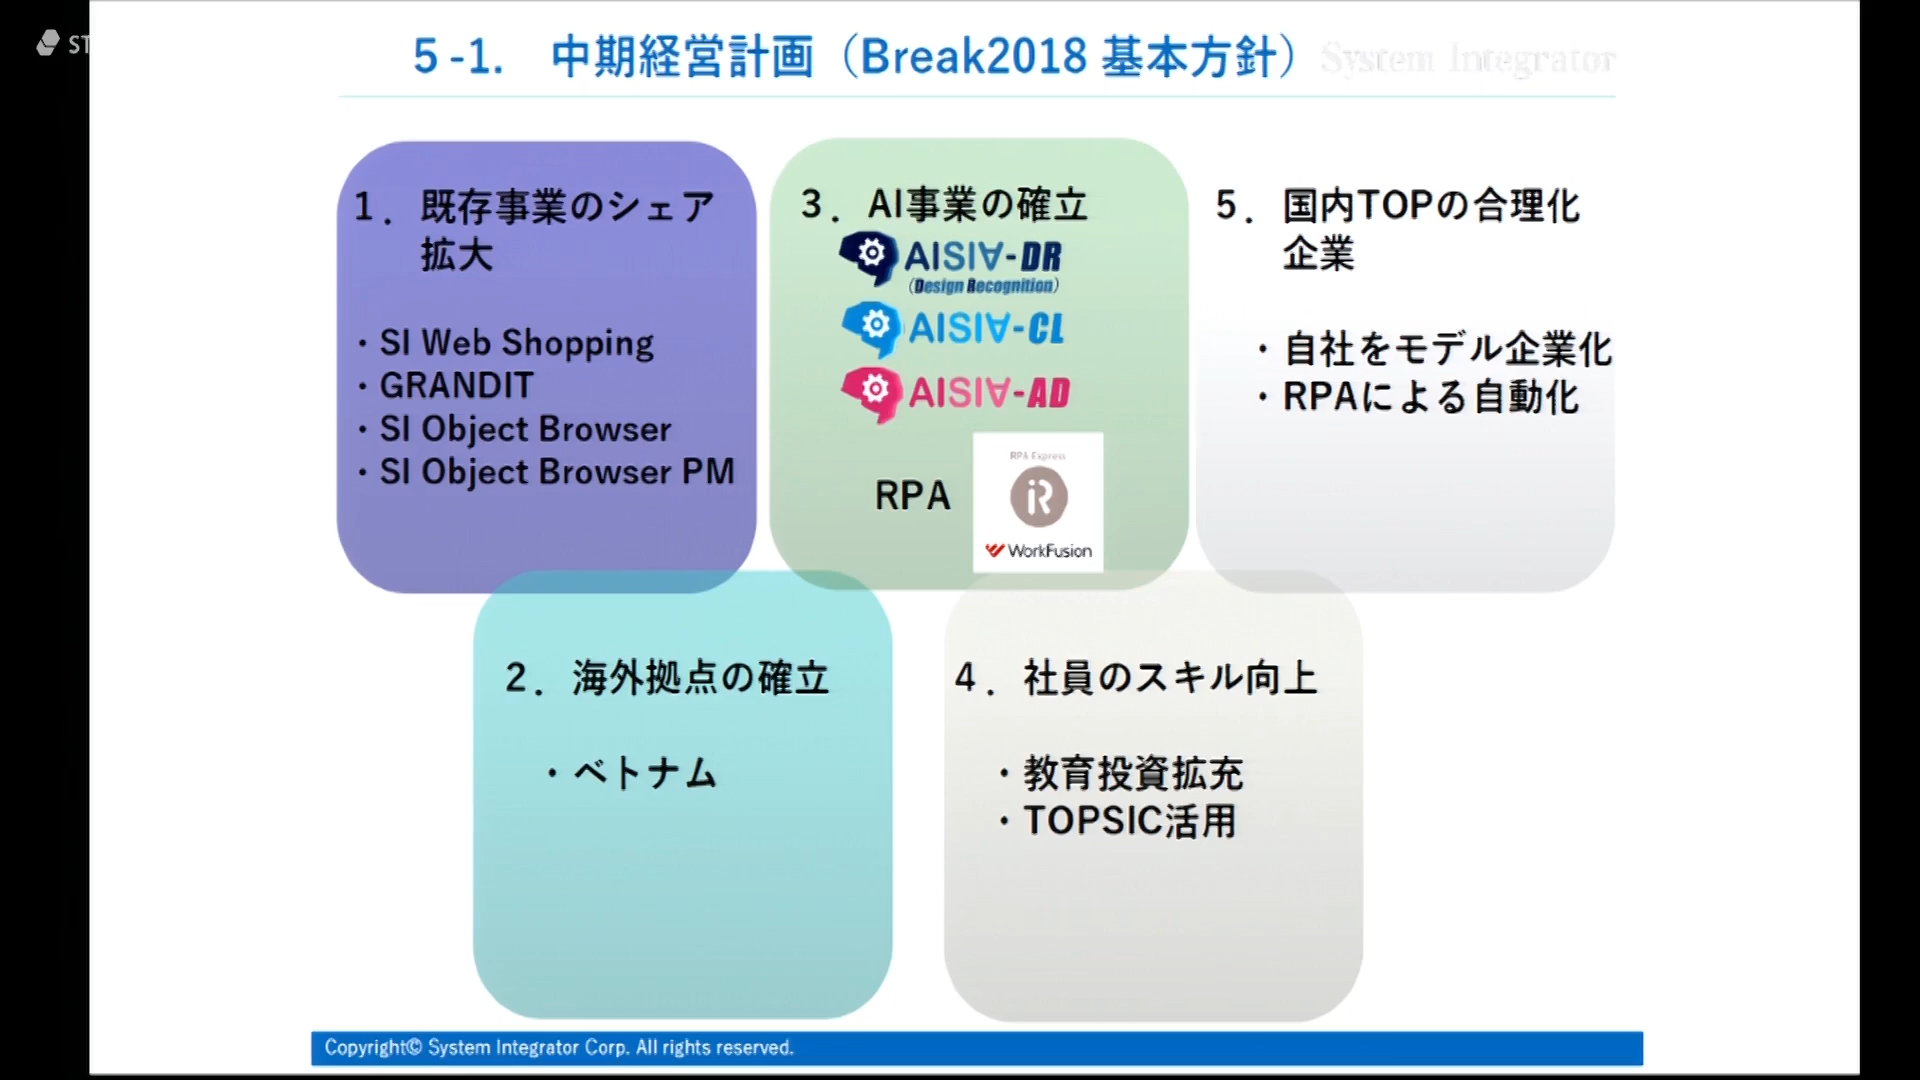 ST
5-1. 中期経営計画（Break2018 基本方針）
System Integrator
1．既存事業のシェア
拡大
・SI Web Shopping
・GRANDIT
・SI Object Browser
・SI Object Browser PM
3．AI事業の確立
AISI∀-DR
(Design Recognition)
AISI∀-CL
AISI∀-AD
RPA
RPA Express
iR
WorkFusion
5．国内TOPの合理化
企業
・自社をモデル企業化
・RPAによる自動化
2．海外拠点の確立
・ベトナム
4．社員のスキル向上
・教育投資拡充
・TOPSIC活用
Copyright© System Integrator Corp. All rights reserved.